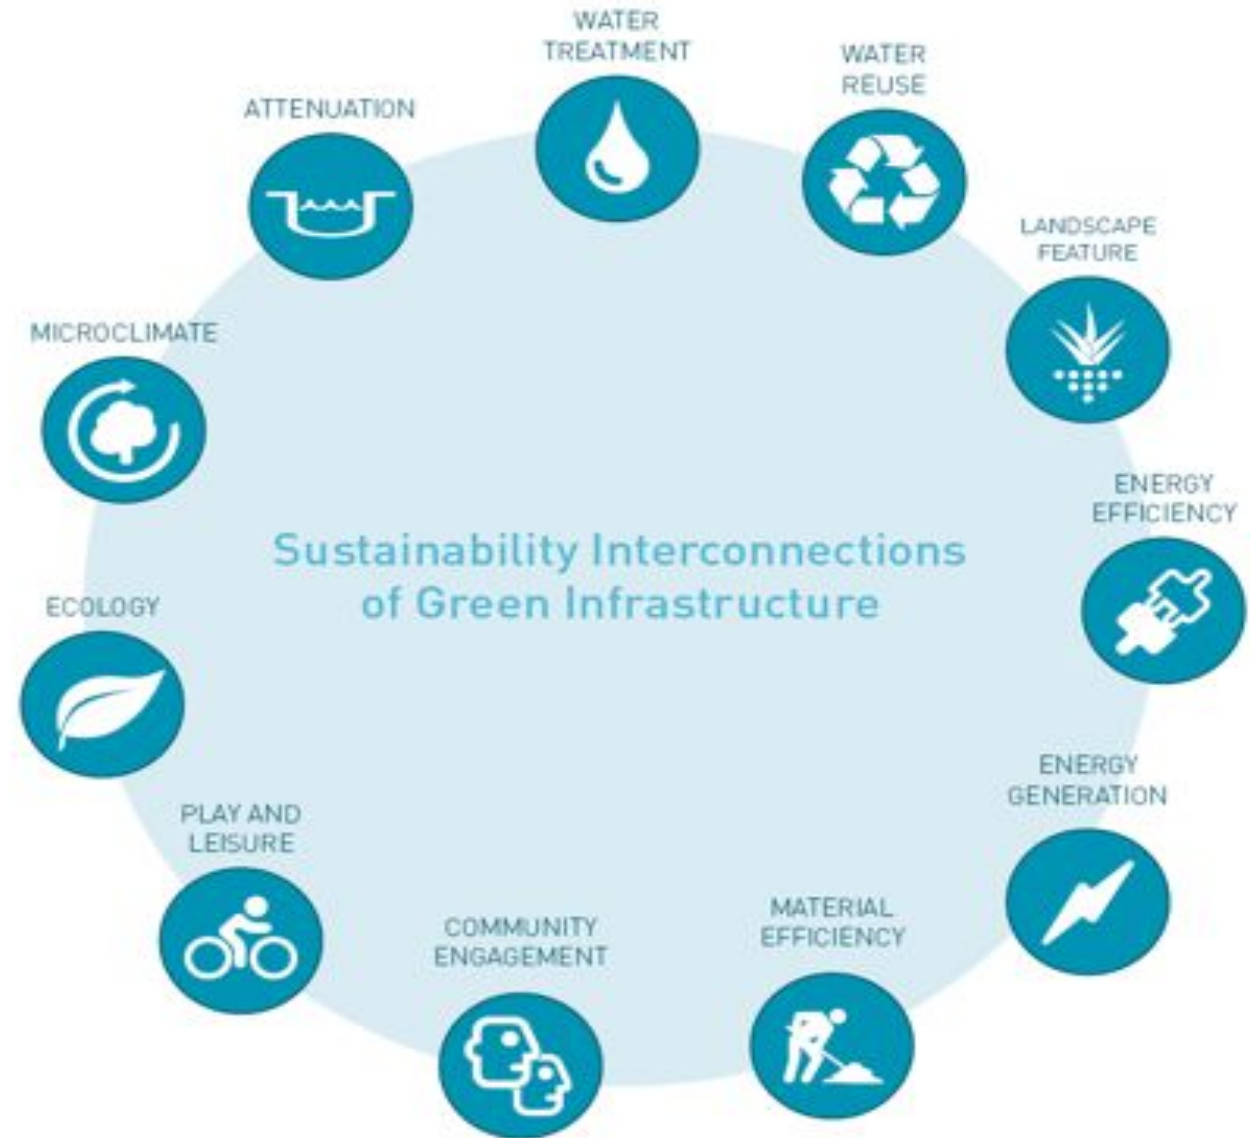 WATER
TREATMENT
WATER
REUSE
ATTENUATION
LANDSCAPE
FEATURE
MICROCLIMATE
ENERGY
EFFICIENCY
Sustainability Interconnections
of Green Infrastructure
ECOLOGY
ENERGY
GENERATION
PLAY AND
LEISURE
MATERIAL
EFFICIENCY
COMMUNITY
ENGAGEMENT